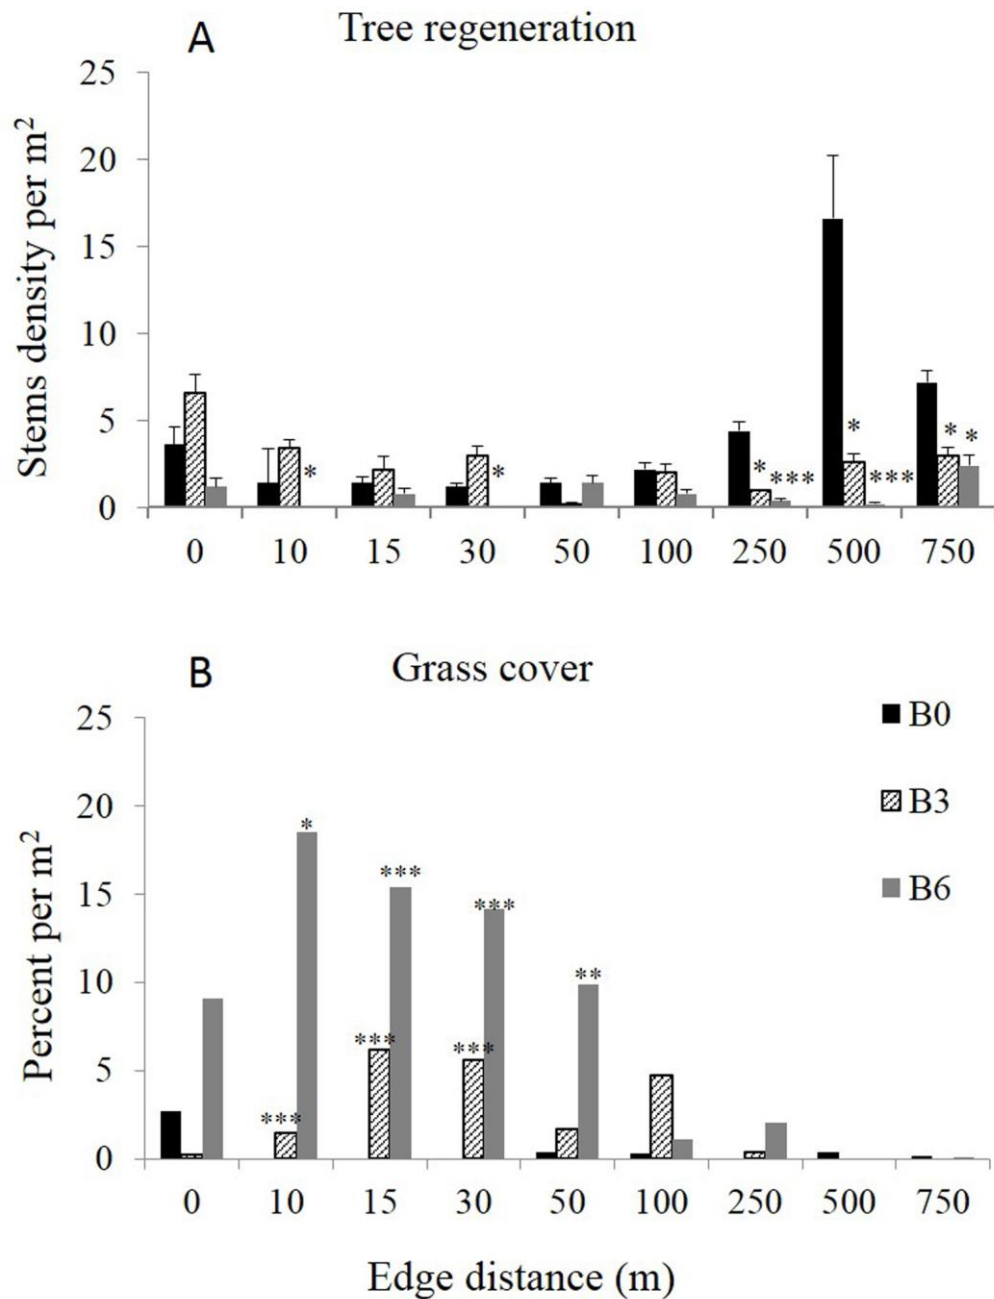 A Tree regeneration
25
20
15
10
5
0
Stems density per m²
* * * *** * *** * *
0 10 15 30 50 100 250 500 750
B Grass cover
25
20
15
10
5
0
Percent per m²
B0
B3
B6
*** * *** *** *** *** **
0 10 15 30 50 100 250 500 750
Edge distance (m)